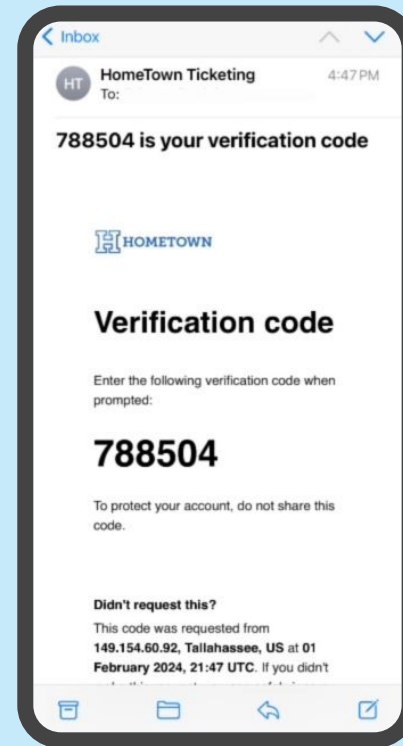 Inbox
HT
HomeTown Ticketing
4:47 PM
To:
788504 is your verification code
H HOMETOWN
Verification code
Enter the following verification code when
prompted:
788504
To protect your account, do not share this
code.
Didn't request this?
This code was requested from
149.154.60.92, Tallahassee, US at 01
February 2024, 21:47 UTC. If you didn't